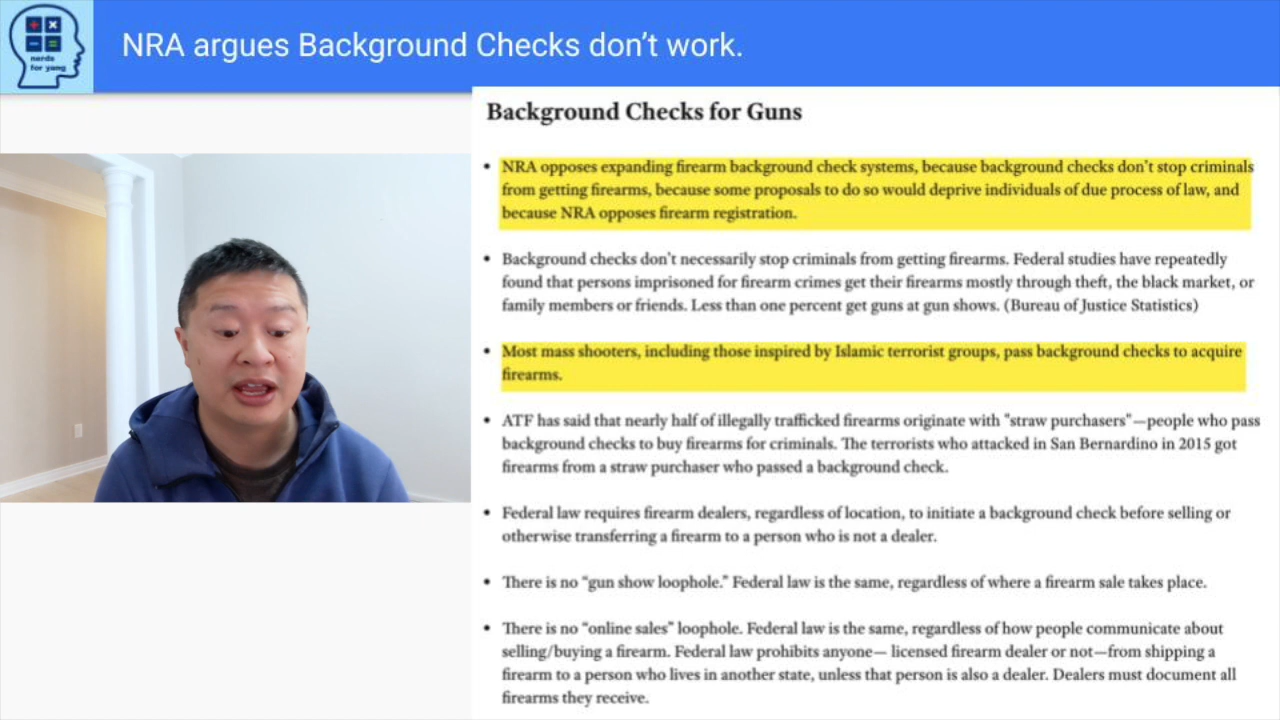 NRA argues Background Checks don't work.
nerds
for yang
Background Checks for Guns
• NRA opposes expanding firearm background check systems, because background checks don't stop criminals
from getting firearms, because some proposals to do so would deprive individuals of due process of law, and
because NRA opposes firearm registration.
• Background checks don't necessarily stop criminals from getting firearms. Federal studies have repeatedly
found that persons imprisoned for firearm crimes get their firearms mostly through theft, the black market, or
family members or friends. Less than one percent get guns at gun shows. (Bureau of Justice Statistics)
• Most mass shooters, including those inspired by Islamic terrorist groups, pass background checks to acquire
firearms.
• ATF has said that nearly half of illegally trafficked firearms originate with "straw purchasers"—people who pass
background checks to buy firearms for criminals. The terrorists who attacked in San Bernardino in 2015 got
firearms from a straw purchaser who passed a background check.
• Federal law requires firearm dealers, regardless of location, to initiate a background check before selling or
otherwise transferring a firearm to a person who is not a dealer.
• There is no “gun show loophole.” Federal law is the same, regardless of where a firearm sale takes place.
• There is no “online sales” loophole. Federal law is the same, regardless of how people communicate about
selling/buying a firearm. Federal law prohibits anyone— licensed firearm dealer or not—from shipping a
firearm to a person who lives in another state, unless that person is also a dealer. Dealers must document all
firearms they receive.